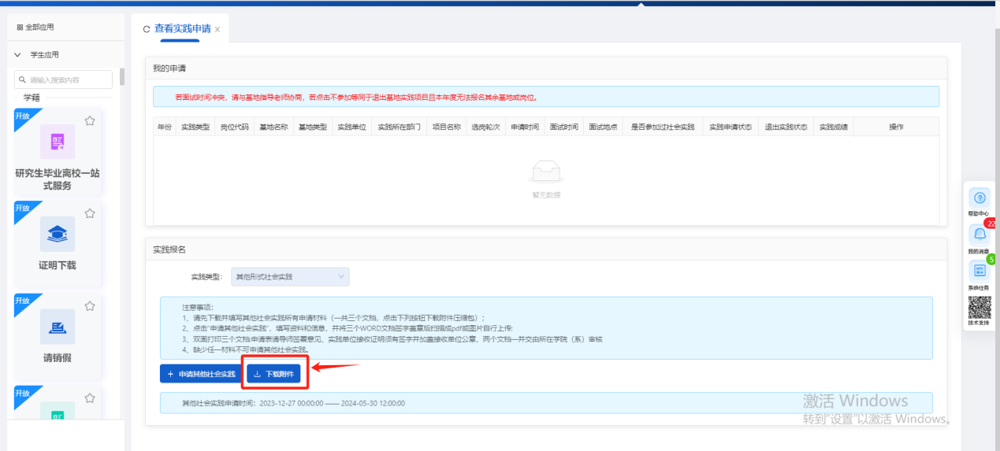 全部应用
查看实践申请
学生应用
请输入搜索内容
学籍
开放
研究生毕业离校一站
式服务
开放
证明下载
开放
请销假
开放
我的申请
若面试时间冲突，请与基地指导老师协商，若点击不参加等同于退出基地实践项目且本年度无法报名其余基地或岗位。
年份 实践类型 岗位代码 基地名称 基地类型 实践单位 实践所在部门 项目名称 选岗轮次 申请时间 面试时间 面试地点 是否参加过社会实践 实践申请状态 退出实践状态 实践成绩 操作
暂无数据
实践报名
实践类型： 其他形式社会实践
注意事项：
1、请先下载并填写其他社会实践所有申请材料（一共三个文档，点击下列按钮下载附件压缩包）；
2、点击“申请其他社会实践”，填写资料和信息，并将三个WORD文档签字盖章版扫描成pdf或图片自行上传;
3、双面打印三个文档:申请表请导师签署意见、实践单位接收证明须有签字并加盖接收单位公章，两个文档一并交由所在学院（系）审核
4、缺少任一材料不可申请其他社会实践。
+ 申请其他社会实践 下载附件
其他社会实践申请时间：2023-12-27 00:00:00 —— 2024-05-30 12:00:00
帮助中心
22
我的消息
5
系统任务
技术支持
激活 Windows
转到“设置”以激活 Windows。